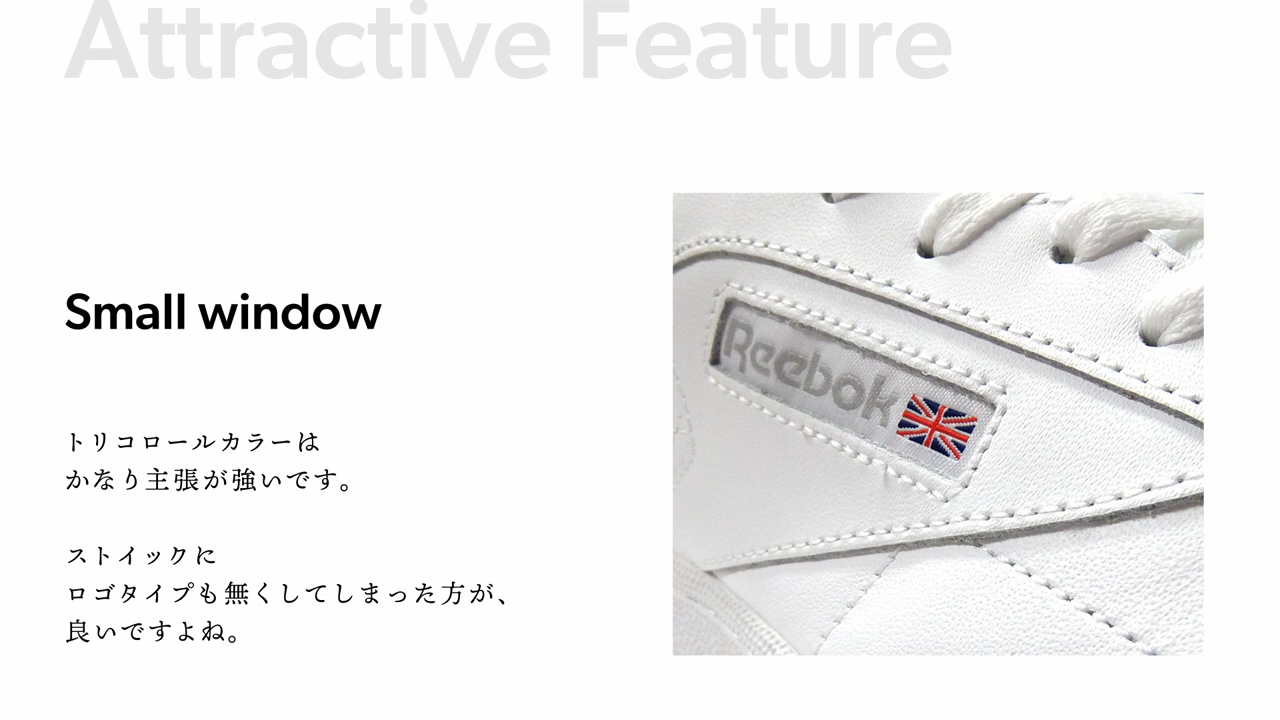 Attractive Feature
Small window
トリコロールカラーは
かなり主張が強いです。
ストイックに
ロゴタイプも無くしてしまった方が、
良いですよね。
Reebok